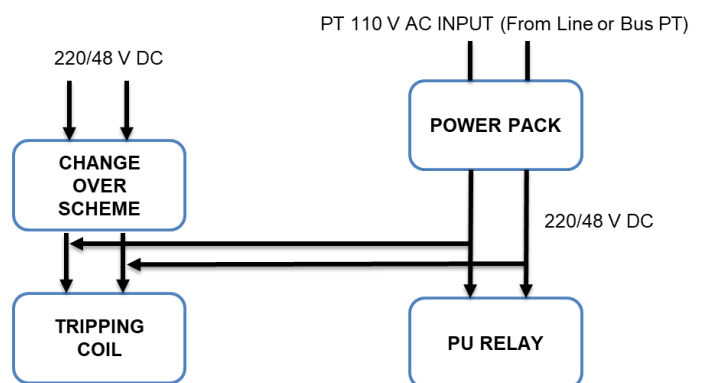 PT 110 V AC INPUT (From Line or Bus PT)
220/48 V DC
POWER PACK
CHANGE
OVER
SCHEME
220/48 V DC
TRIPPING
COIL
PU RELAY